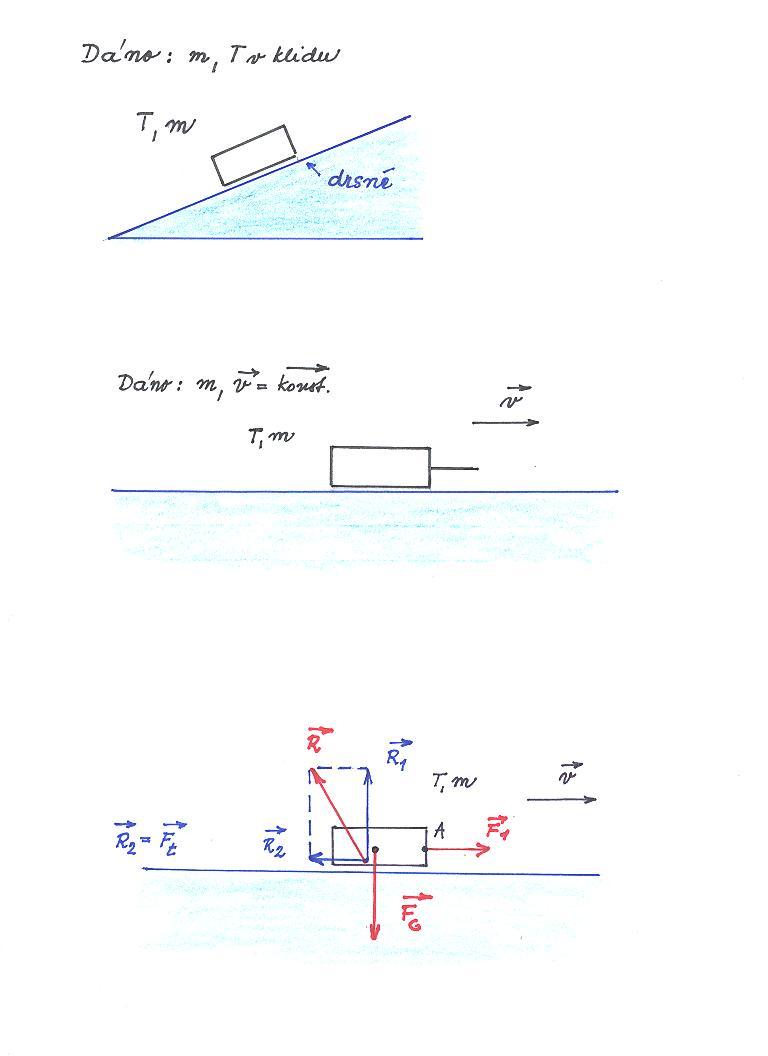 Dáno: m, T v klidu
T, m
drsné
Dáno: m, v⃗ = konst.
v⃗
T, m
R⃗
R⃗₁
T, m
v⃗
R⃗₂ = F⃗t
R⃗₂
A
F⃗₁
F⃗G